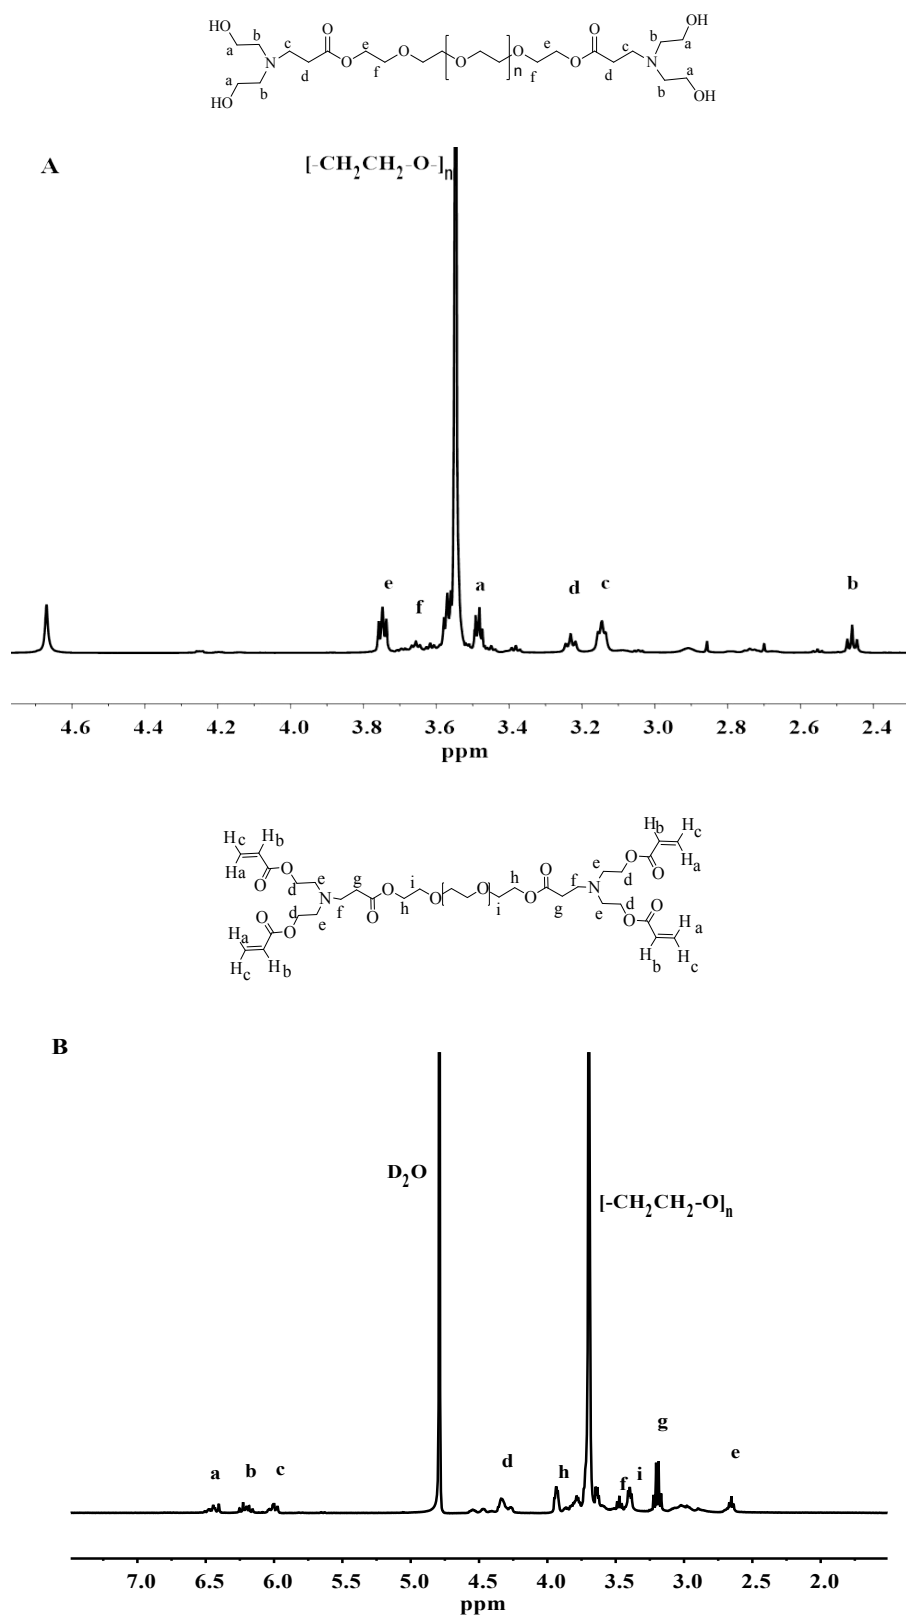 HO a b c d O O e f O O n O f e O O d c N b a OH
a b N b a
HO OH
A
[-CH2CH2-O-]n
e f a d c b
4.6 4.4 4.2 4.0 3.8 3.6 3.4 3.2 3.0 2.8 2.6 2.4
ppm
Hc Hb Hb Hc
Ha O O e g O i O O h O e O O Ha
d N f O h O O i O g f N d
O O d e e d O O
Ha H a
Hc Hb Hb Hc
B
D2O
[-CH2CH2-O]n
a b c d h f i g e
7.0 6.5 6.0 5.0 4.5 4.0 3.5 3.0 2.5 2.0
ppm